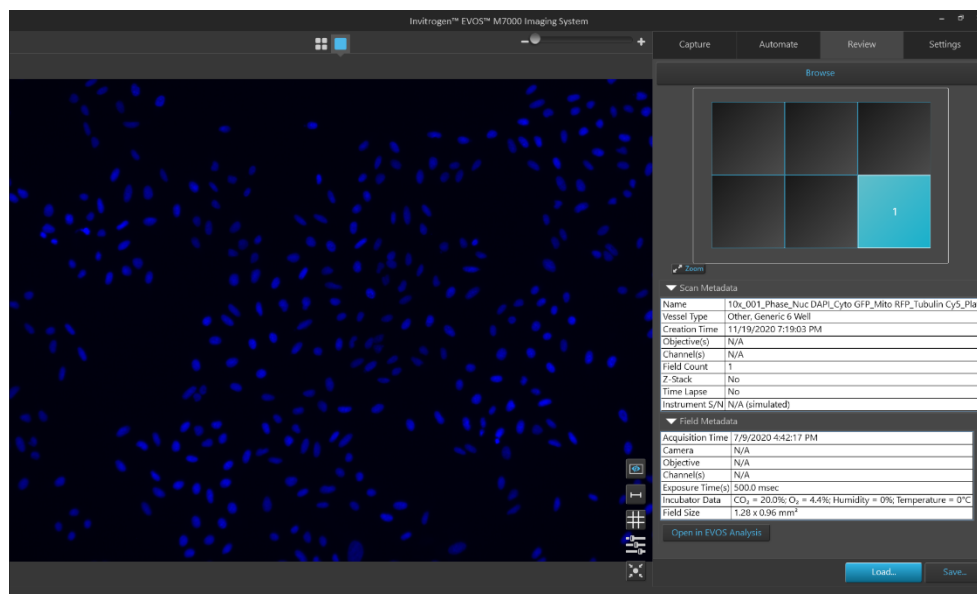 Invitrogen™ EVOS™ M7000 Imaging System
Capture Automate Review Settings
Browse
1
Zoom
Scan Metadata
Name 10x_001_Phase_Nuc DAPI_Cyto GFP_Mito RFP_Tubulin Cy5_Pla
Vessel Type Other, Generic 6 Well
Creation Time 11/19/2020 7:19:03 PM
Objective(s) N/A
Channel(s) N/A
Field Count 1
Z-Stack No
Time Lapse No
Instrument S/N N/A (simulated)
Field Metadata
Acquisition Time 7/9/2020 4:42:17 PM
Camera N/A
Objective N/A
Channel(s) N/A
Exposure Time(s) 500.0 msec
Incubator Data CO₂ = 20.0%; O₂ = 4.4%; Humidity = 0%; Temperature = 0°C
Field Size 1.28 x 0.96 mm²
Open in EVOS Analysis
Load... Save...